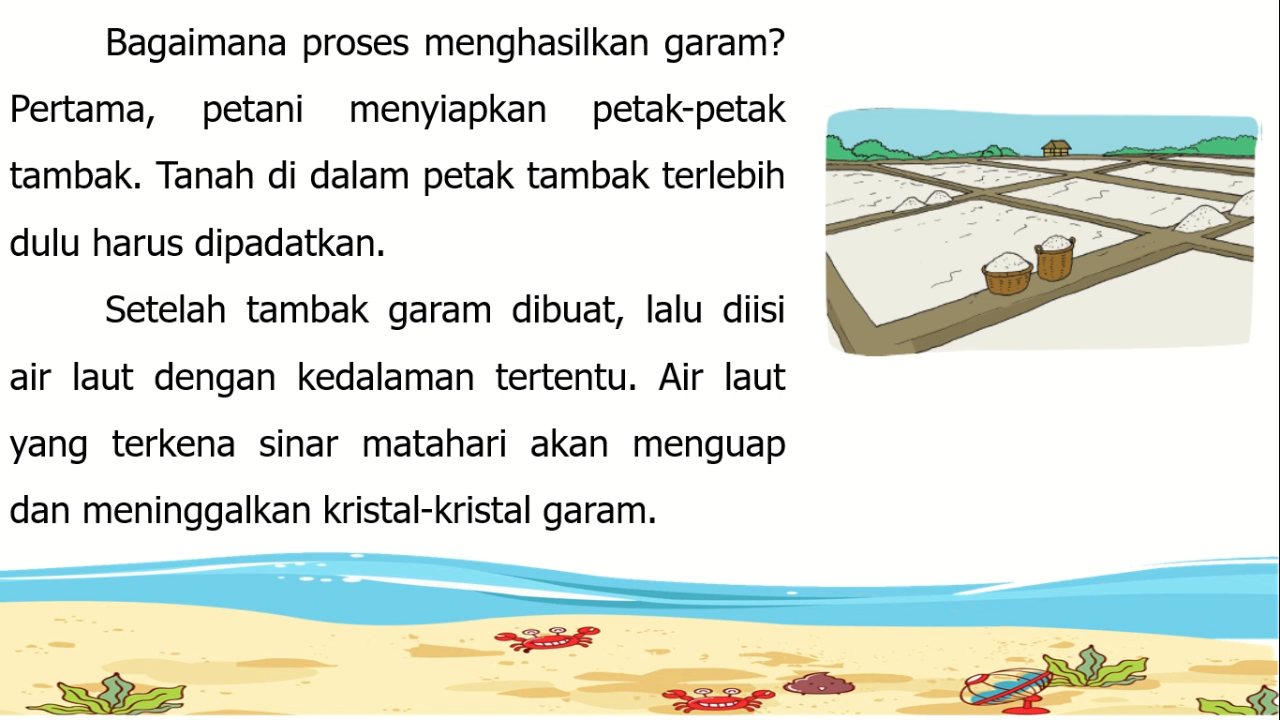 Bagaimana proses menghasilkan garam?
Pertama, petani menyiapkan petak-petak
tambak. Tanah di dalam petak tambak terlebih
dulu harus dipadatkan.
Setelah tambak garam dibuat, lalu diisi
air laut dengan kedalaman tertentu. Air laut
yang terkena sinar matahari akan menguap
dan meninggalkan kristal-kristal garam.